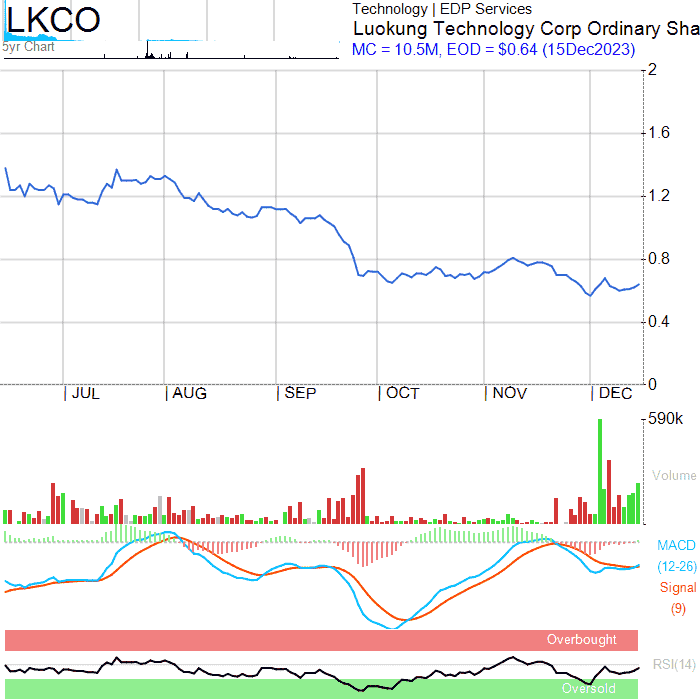 LKCO
Technology | EDP Services
Luokung Technology Corp Ordinary Sha
5yr Chart
MC = 10.5M, EOD = $0.64 (15Dec2023)
2
1.6
1.2
0.8
0.4
0
JUL
AUG
SEP
OCT
NOV
DEC
590k
Volume
MACD
(12-26)
Signal
(9)
Overbought
RSI(14)
Oversold